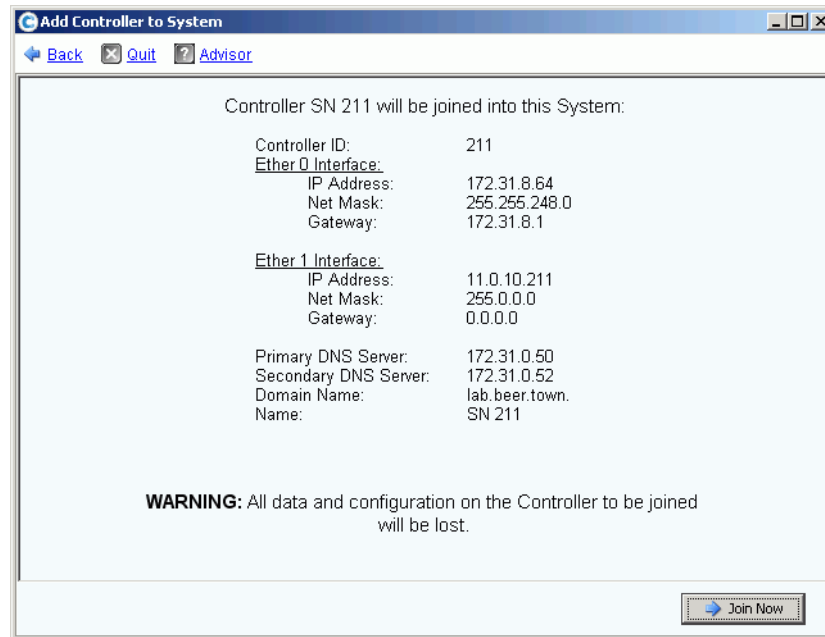 Add Controller to System
Back Quit Advisor
Controller SN 211 will be joined into this System:
Controller ID: 211
Ether 0 Interface:
IP Address: 172.31.8.64
Net Mask: 255.255.248.0
Gateway: 172.31.8.1
Ether 1 Interface:
IP Address: 11.0.10.211
Net Mask: 255.0.0.0
Gateway: 0.0.0.0
Primary DNS Server: 172.31.0.50
Secondary DNS Server: 172.31.0.52
Domain Name: lab.beer.town.
Name: SN 211
WARNING: All data and configuration on the Controller to be joined
will be lost.
Join Now